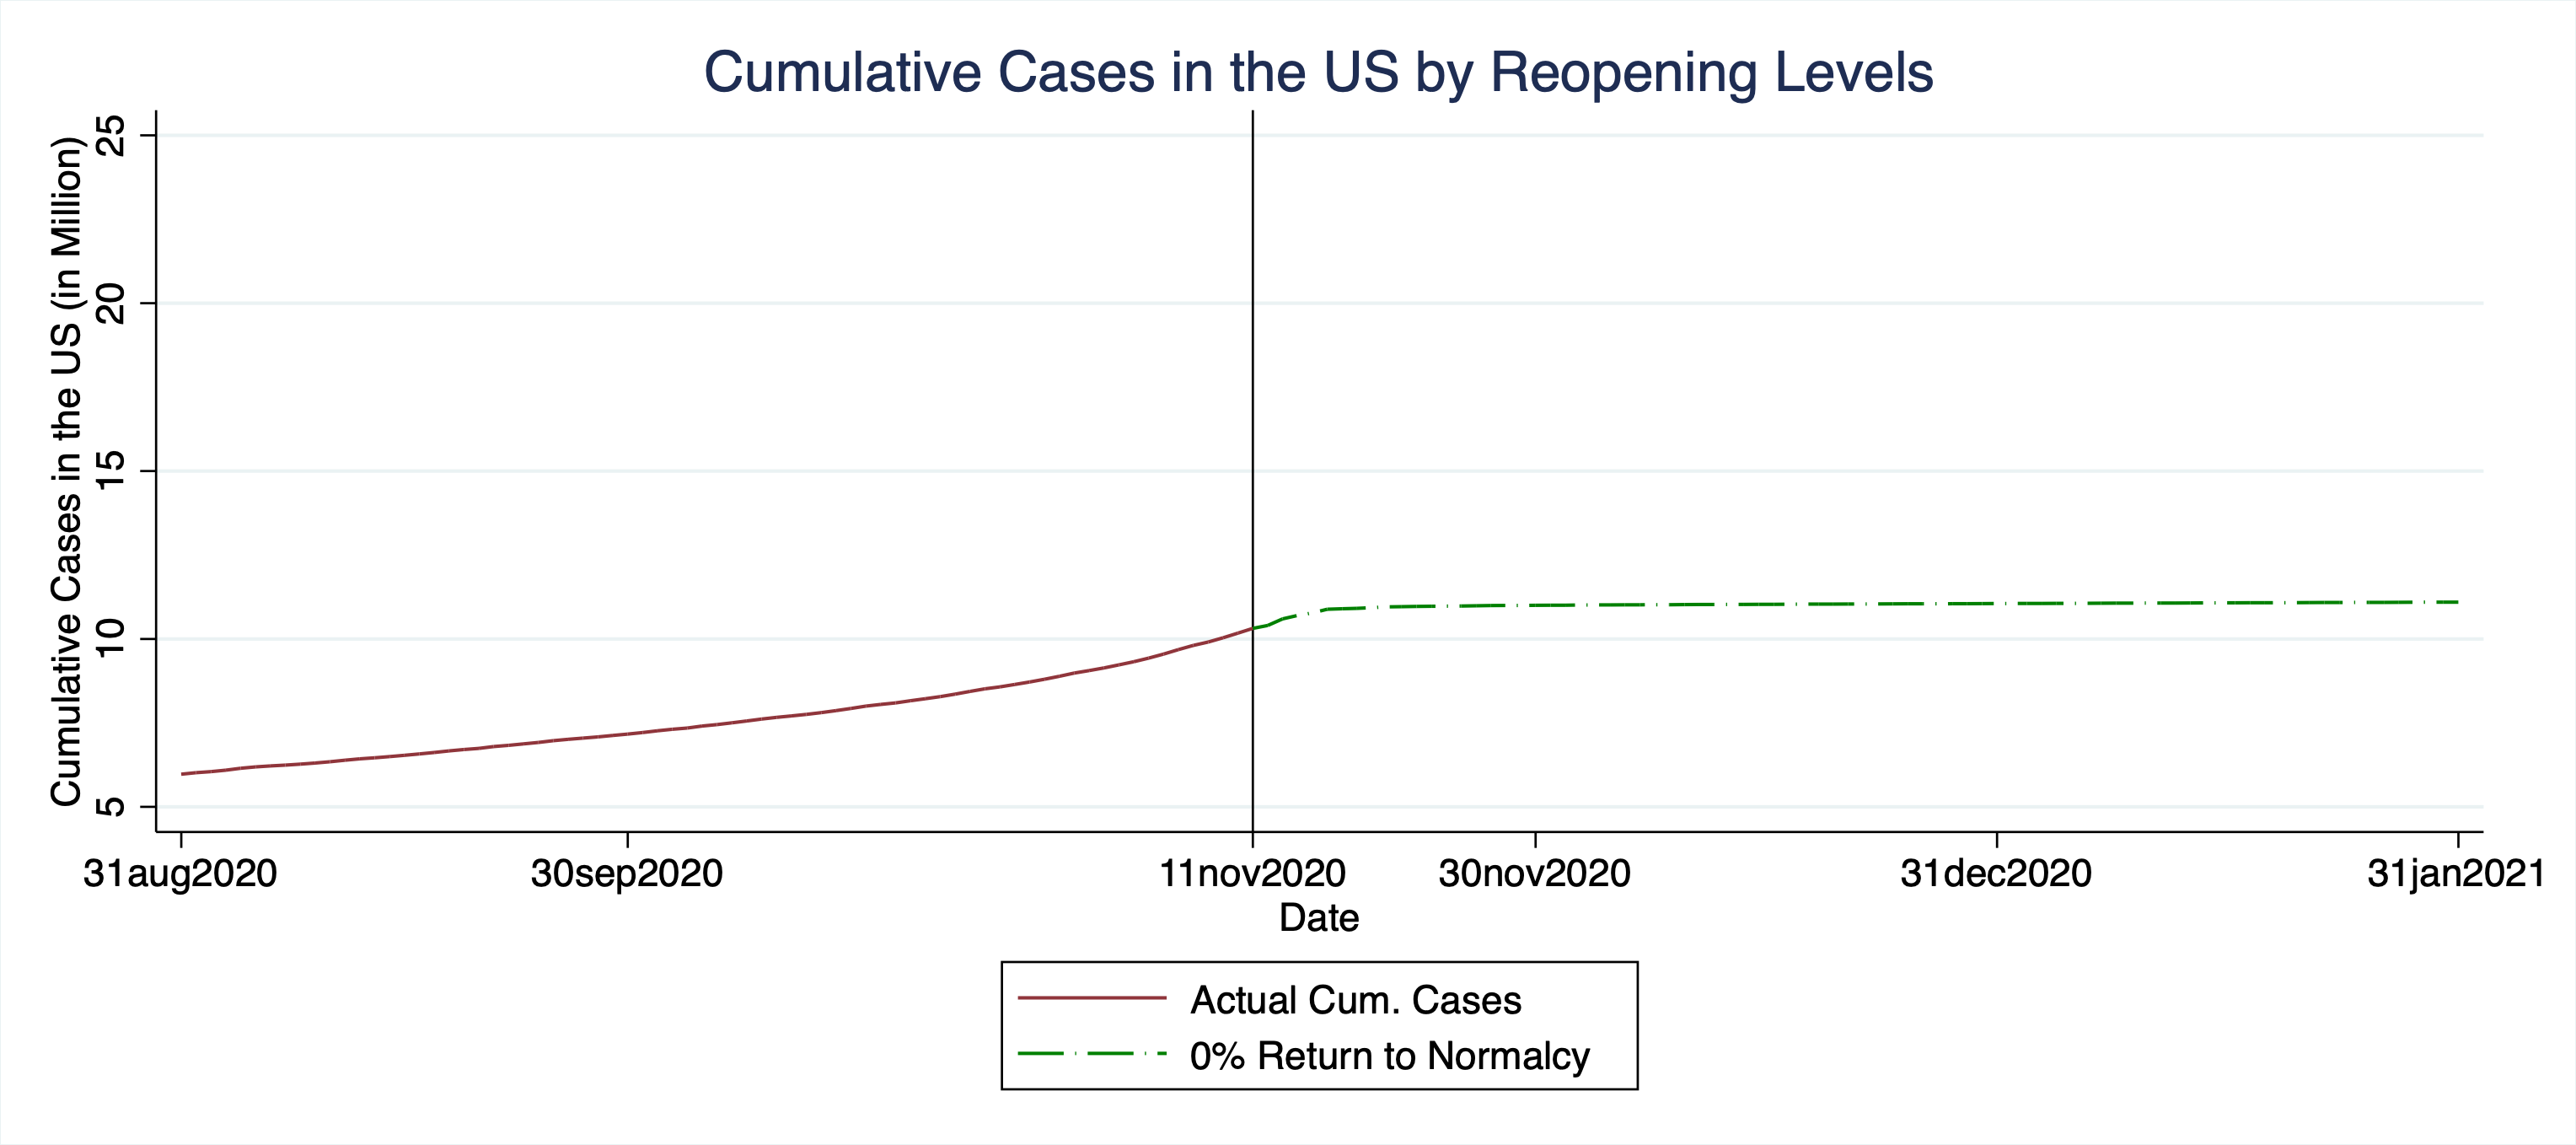 Cumulative Cases in the US by Reopening Levels
Cumulative Cases in the US (in Million)
25
20
15
10
5
31aug2020
30sep2020
11nov2020
30nov2020
31dec2020
31jan2021
Date
Actual Cum. Cases
0% Return to Normalcy